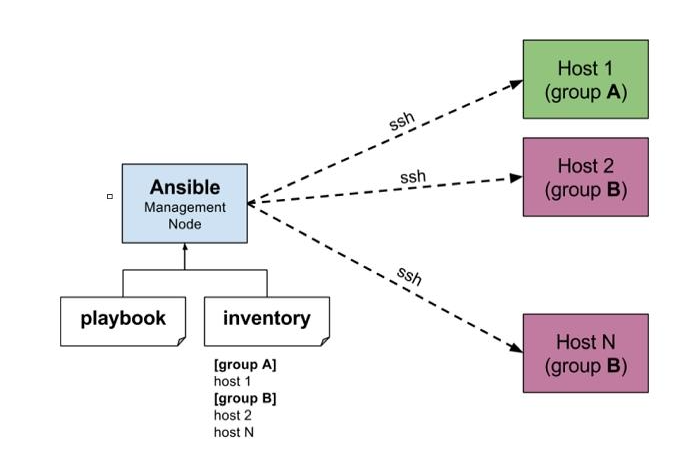 Host 1
(group A)
ssh
Host 2
(group B)
ssh
Ansible
Management
Node
ssh
playbook
inventory
Host N
(group B)
[group A]
host 1
[group B]
host 2
host N